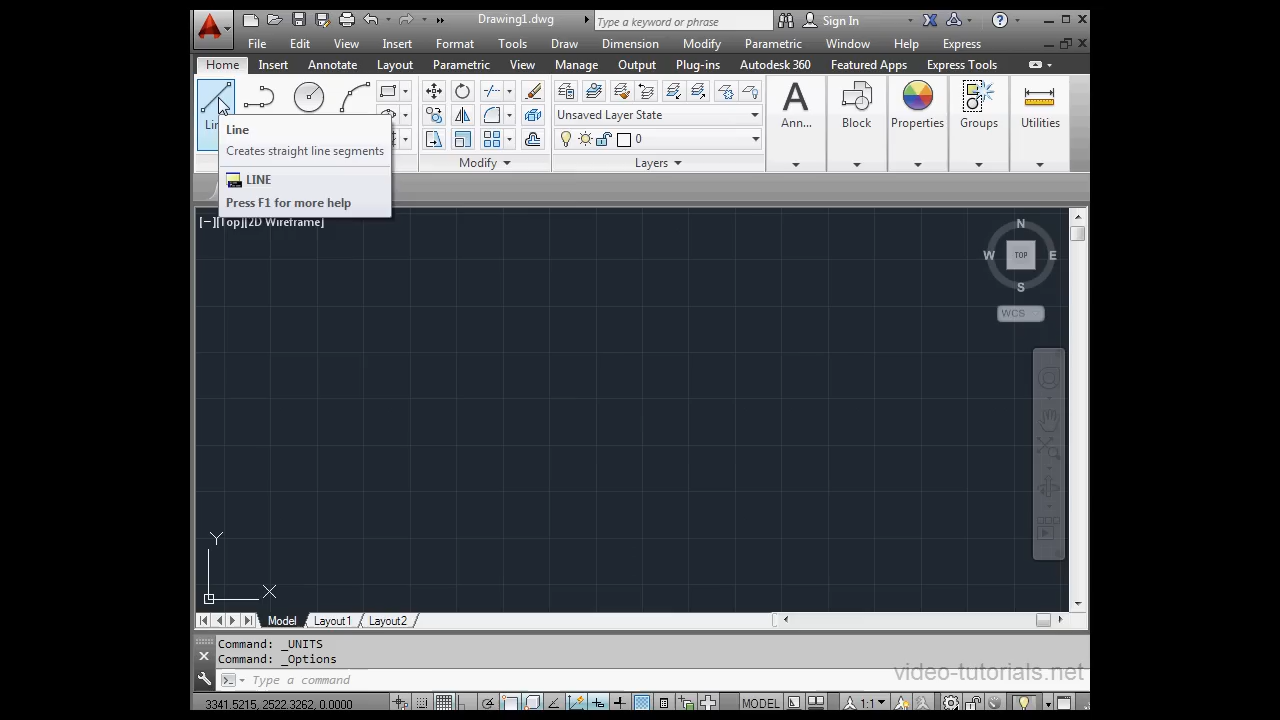 Drawing1.dwg
Type a keyword or phrase
Sign In
File Edit View Insert Format Tools Draw Dimension Modify Parametric Window Help Express
Home Insert Annotate Layout Parametric View Manage Output Plug-ins Autodesk 360 Featured Apps Express Tools
Unsaved Layer State
0
A
Ann... Block Properties Groups Utilities
Modify Layers
Line
Creates straight line segments
LINE
Press F1 for more help
[−][Top][2D Wireframe]
N
W TOP E
S
WCS
Y
X
Model Layout1 Layout2
Command: _UNITS
Command: _Options
Type a command
video-tutorials.net
3341.5215, 2522.3262, 0.0000 MODEL 1:1